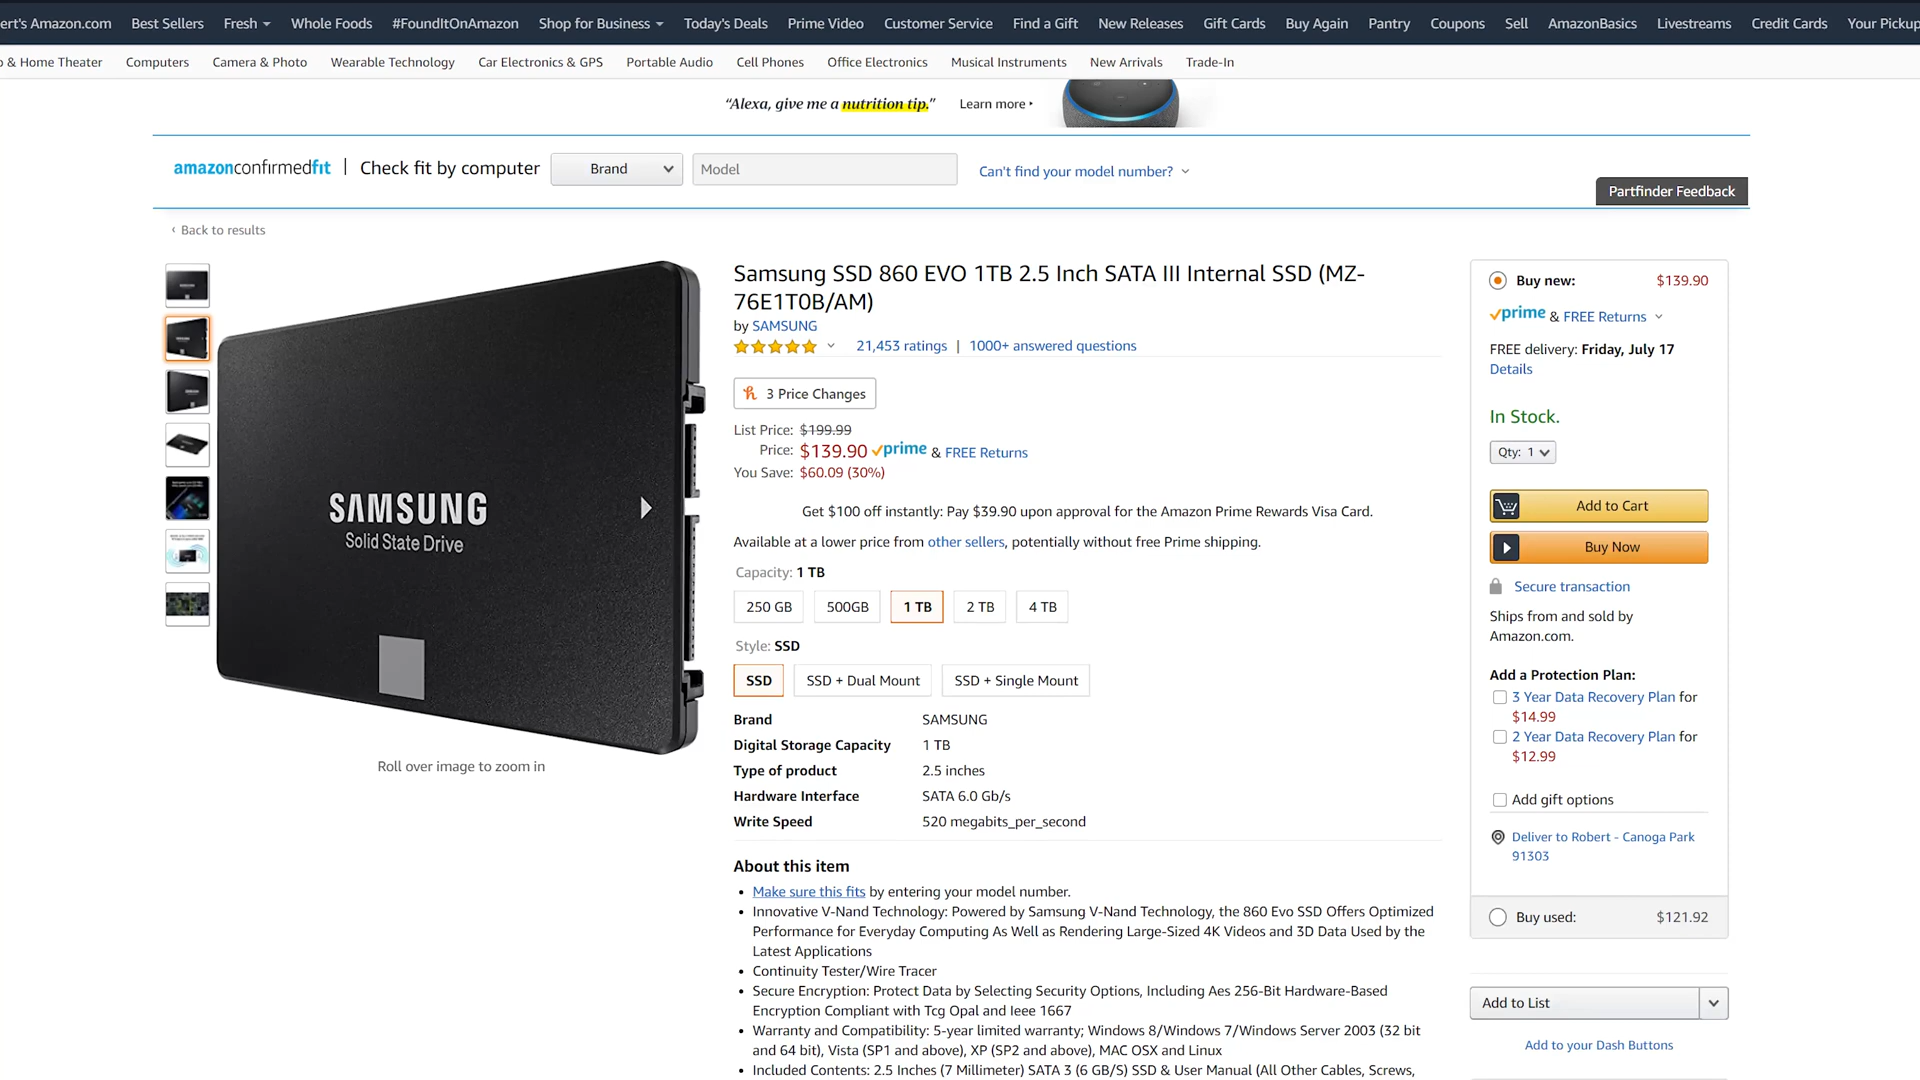 ert's Amazon.com Best Sellers Fresh Whole Foods #FoundItOnAmazon Shop for Business Today's Deals Prime Video Customer Service Find a Gift New Releases Gift Cards Buy Again Pantry Coupons Sell AmazonBasics Livestreams Credit Cards Your Pickup
& Home Theater Computers Camera & Photo Wearable Technology Car Electronics & GPS Portable Audio Cell Phones Office Electronics Musical Instruments New Arrivals Trade-In
“Alexa, give me a nutrition tip.” Learn more
amazonconfirmedfit | Check fit by computer Brand Model Can't find your model number?
Partfinder Feedback
‹ Back to results
SAMSUNG
Solid State Drive
Roll over image to zoom in
Samsung SSD 860 EVO 1TB 2.5 Inch SATA III Internal SSD (MZ-
76E1T0B/AM)
by SAMSUNG
21,453 ratings | 1000+ answered questions
3 Price Changes
List Price: $199.99
Price: $139.90 prime & FREE Returns
You Save: $60.09 (30%)
Get $100 off instantly: Pay $39.90 upon approval for the Amazon Prime Rewards Visa Card.
Available at a lower price from other sellers, potentially without free Prime shipping.
Capacity: 1 TB
250 GB 500GB 1 TB 2 TB 4 TB
Style: SSD
SSD SSD + Dual Mount SSD + Single Mount
Brand SAMSUNG
Digital Storage Capacity 1 TB
Type of product 2.5 inches
Hardware Interface SATA 6.0 Gb/s
Write Speed 520 megabits_per_second
About this item
• Make sure this fits by entering your model number.
• Innovative V-Nand Technology: Powered by Samsung V-Nand Technology, the 860 Evo SSD Offers Optimized
Performance for Everyday Computing As Well as Rendering Large-Sized 4K Videos and 3D Data Used by the
Latest Applications
• Continuity Tester/Wire Tracer
• Secure Encryption: Protect Data by Selecting Security Options, Including Aes 256-Bit Hardware-Based
Encryption Compliant with Tcg Opal and Ieee 1667
• Warranty and Compatibility: 5-year limited warranty; Windows 8/Windows 7/Windows Server 2003 (32 bit
and 64 bit), Vista (SP1 and above), XP (SP2 and above), MAC OSX and Linux
• Included Contents: 2.5 Inches (7 Millimeter) SATA 3 (6 GB/S) SSD & User Manual (All Other Cables, Screws,
Buy new: $139.90
prime & FREE Returns
FREE delivery: Friday, July 17
Details
In Stock.
Qty: 1
Add to Cart
Buy Now
Secure transaction
Ships from and sold by
Amazon.com.
Add a Protection Plan:
3 Year Data Recovery Plan for
$14.99
2 Year Data Recovery Plan for
$12.99
Add gift options
Deliver to Robert - Canoga Park
91303
Buy used: $121.92
Add to List
Add to your Dash Buttons